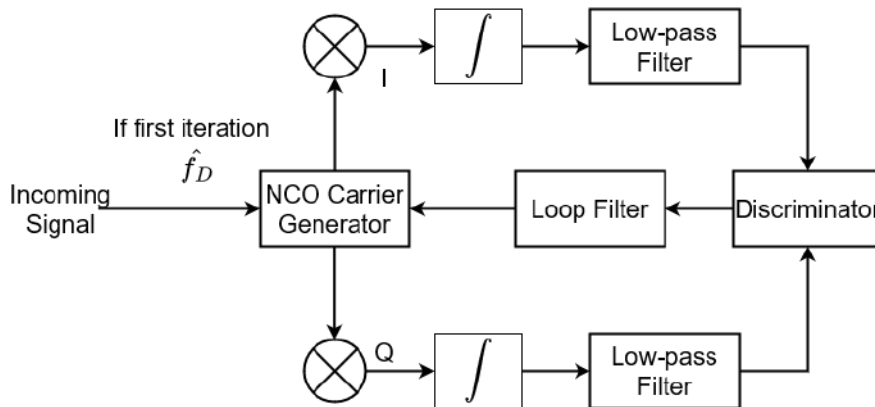 Low-pass
Filter
∫
I
If first iteration
f̂_D
Incoming
Signal
NCO Carrier
Generator
Loop Filter
Discriminator
Q
∫
Low-pass
Filter